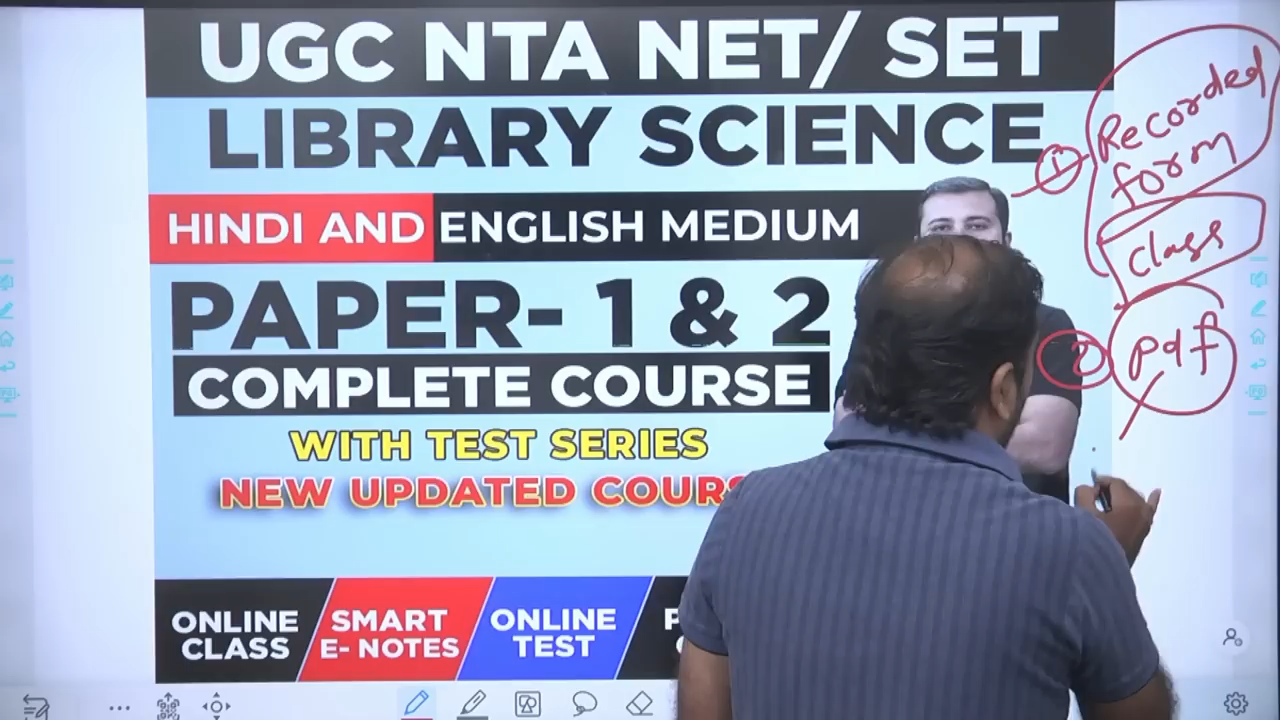 UGC NTA NET/ SET
LIBRARY SCIENCE
HINDI AND ENGLISH MEDIUM
PAPER- 1 & 2
COMPLETE COURSE
WITH TEST SERIES
NEW UPDATED COURS
ONLINE CLASS
SMART E- NOTES
ONLINE TEST
P
① Recorded
form
class
② pdf